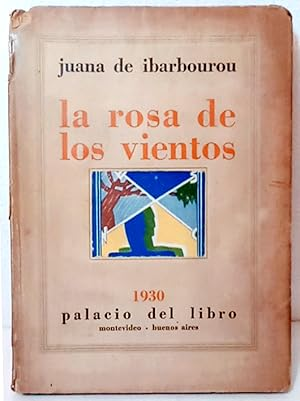 juana de ibarbourou
la rosa de
los vientos
1930
palacio del libro
montevideo - buenos aires